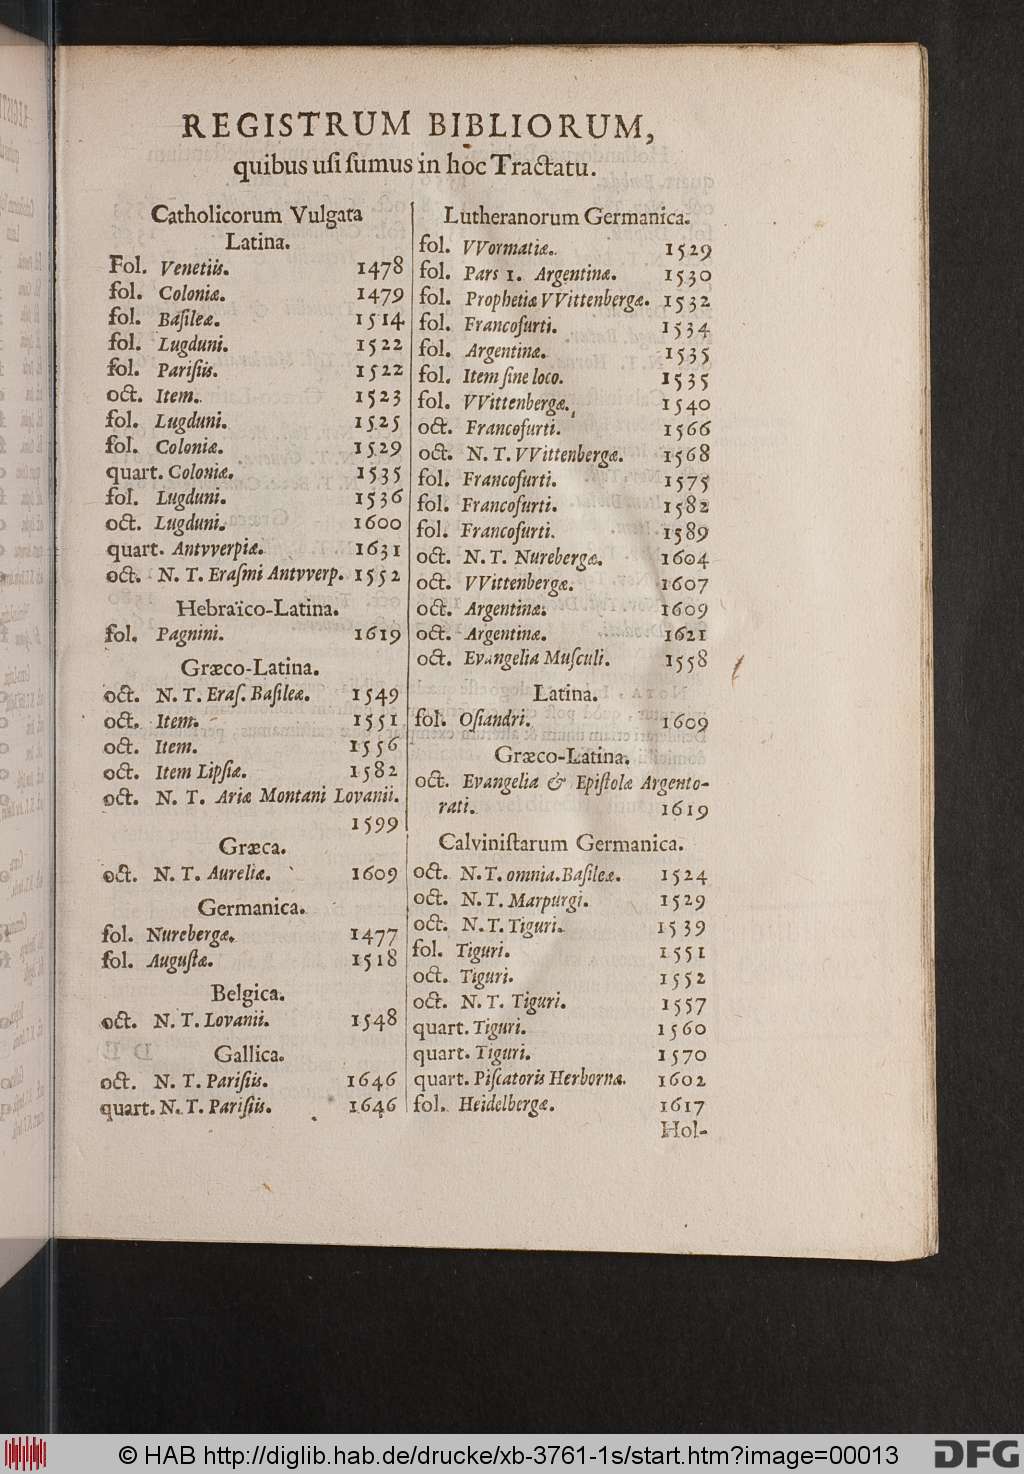 REGISTRUM BIBLIORUM,
quibus uſi ſumus in hoc Tractatu.
Catholicorum Vulgata
Latina.
Fol. Venetiis. 1478
fol. Coloniæ. 1479
fol. Baſileæ. 1514
fol. Lugduni. 1522
fol. Pariſiis. 1522
oct. Item. 1523
fol. Lugduni. 1525
fol. Coloniæ. 1529
quart. Coloniæ. 1535
fol. Lugduni. 1536
oct. Lugduni. 1600
quart. Antvverpiæ. 1631
oct. N. T. Eraſmi Antvverp. 1552
Hebraïco-Latina.
fol. Pagnini. 1619
Græco-Latina.
oct. N. T. Eraſ. Baſileæ. 1549
oct. Item. 1551
oct. Item. 1556
oct. Item Lipſiæ. 1582
oct. N. T. Ariæ Montani Lovanii.
1599
Græca.
oct. N. T. Aureliæ. 1609
Germanica.
fol. Nurebergæ. 1477
fol. Auguſtæ. 1518
Belgica.
oct. N. T. Lovanii. 1548
Gallica.
oct. N. T. Pariſiis. 1646
quart. N. T. Pariſiis. 1646
Lutheranorum Germanica.
fol. VVormatiæ. 1529
fol. Pars 1. Argentinæ. 1530
fol. Prophetiæ VVittenbergæ. 1532
fol. Francofurti. 1534
fol. Argentinæ. 1535
fol. Item ſine loco. 1535
fol. VVittenbergæ. 1540
oct. Francofurti. 1566
oct. N. T. VVittenbergæ. 1568
fol. Francofurti. 1575
fol. Francofurti. 1582
fol. Francofurti. 1589
oct. N. T. Nurebergæ. 1604
oct. VVittenbergæ. 1607
oct. Argentinæ. 1609
oct. Argentinæ. 1621
oct. Evangelia Muſculi. 1558
Latina.
fol. Oſiandri. 1609
Græco-Latina.
oct. Evangelia & Epiſtolæ Argento-
rati. 1619
Calviniſtarum Germanica.
oct. N. T. omnia. Baſileæ. 1524
oct. N. T. Marpurgi. 1529
oct. N. T. Tiguri. 1539
fol. Tiguri. 1551
oct. Tiguri. 1552
oct. N. T. Tiguri. 1557
quart. Tiguri. 1560
quart. Tiguri. 1570
quart. Piſcatoris Herbornæ. 1602
fol. Heidelbergæ. 1617
Hol-
© HAB http://diglib.hab.de/drucke/xb-3761-1s/start.htm?image=00013
DFG